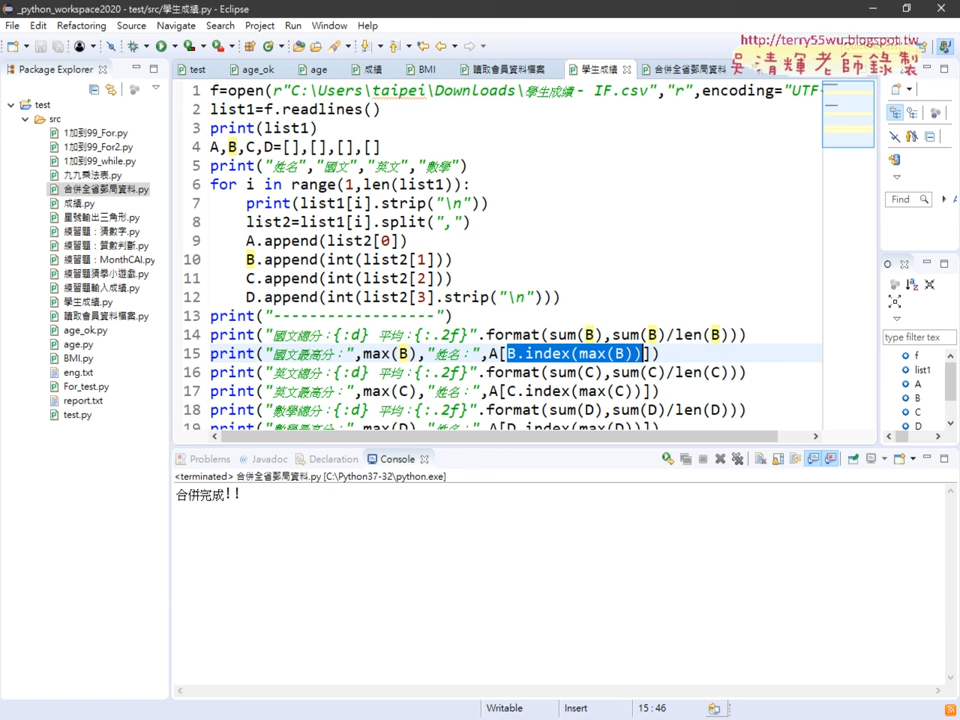 _python_workspace2020 - test/src/學生成績.py - Eclipse
File Edit Refactoring Source Navigate Search Project Run Window Help
http://terry55wu.blogspot.tw
吳清輝老師錄製
Package Explorer
test age_ok age 成績 BMI 讀取會員資料檔案 學生成績 合併全省郵局資料
test
src
1加到99_For.py
1加到99_For2.py
1加到99_while.py
九九乘法表.py
合併全省郵局資料.py
成績.py
星號輸出三角形.py
練習題：猜數字.py
練習題：質數判斷.py
練習題：MonthCAl.py
練習題猜學小遊戲.py
練習題輸入成績.py
學生成績.py
讀取會員資料檔案.py
age_ok.py
age.py
BMI.py
eng.txt
For_test.py
report.txt
test.py
1 f=open(r"C:\Users\taipei\Downloads\學生成績 - IF.csv","r",encoding="UTF-
2 list1=f.readlines()
3 print(list1)
4 A,B,C,D=[],[],[],[]
5 print("姓名","國文","英文","數學")
6 for i in range(1,len(list1)):
7 print(list1[i].strip("\n"))
8 list2=list1[i].split(",")
9 A.append(list2[0])
10 B.append(int(list2[1]))
11 C.append(int(list2[2]))
12 D.append(int(list2[3].strip("\n")))
13 print("------------------")
14 print("國文總分：{:d} 平均：{:.2f}".format(sum(B),sum(B)/len(B)))
15 print("國文最高分：",max(B),"姓名：",A[B.index(max(B))])
16 print("英文總分：{:d} 平均：{:.2f}".format(sum(C),sum(C)/len(C)))
17 print("英文最高分：",max(C),"姓名：",A[C.index(max(C))])
18 print("數學總分：{:d} 平均：{:.2f}".format(sum(D),sum(D)/len(D)))
19 print("數學最高分：",max(D),"姓名：",A[D.index(max(D))])
Find
type filter text
f
list1
A
B
C
D
Problems Javadoc Declaration Console
<terminated> 合併全省郵局資料.py [C:\Python37-32\python.exe]
合併完成!!
Writable Insert 15 : 46